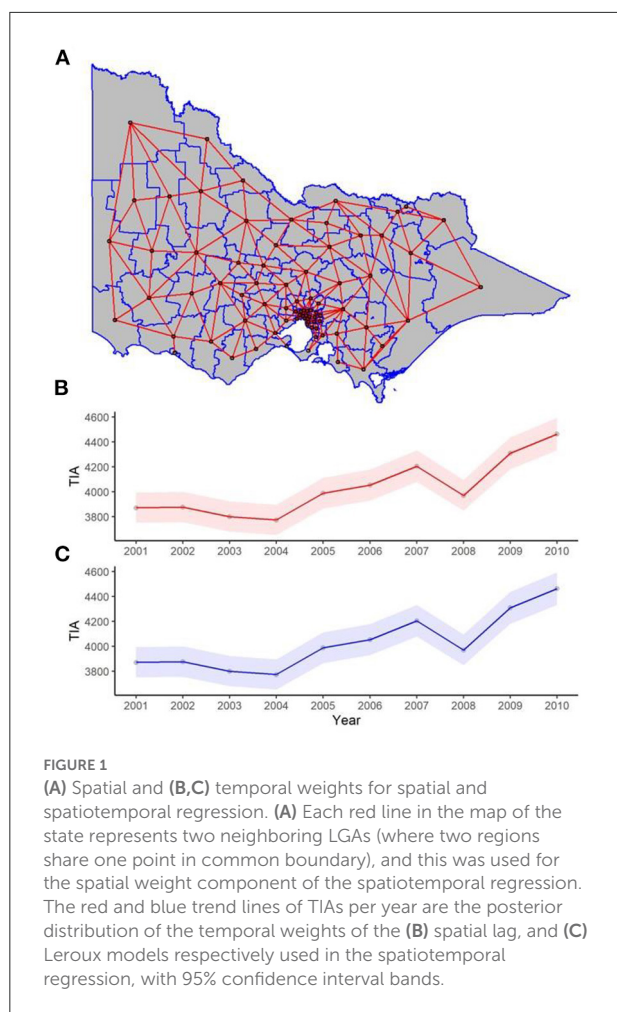 A
B
4600
4400
4200
4000
3800
TIA
2001 2002 2003 2004 2005 2006 2007 2008 2009 2010
C
4600
4400
4200
4000
3800
TIA
2001 2002 2003 2004 2005 2006 2007 2008 2009 2010
Year
FIGURE 1
(A) Spatial and (B,C) temporal weights for spatial and
spatiotemporal regression. (A) Each red line in the map of the
state represents two neighboring LGAs (where two regions
share one point in common boundary), and this was used for
the spatial weight component of the spatiotemporal regression.
The red and blue trend lines of TIAs per year are the posterior
distribution of the temporal weights of the (B) spatial lag, and (C)
Leroux models respectively used in the spatiotemporal
regression, with 95% confidence interval bands.